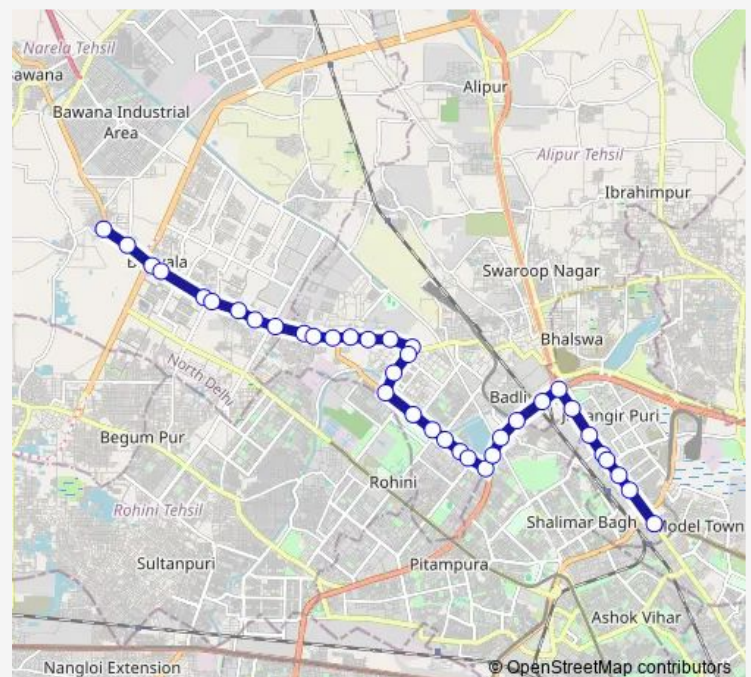 Narela Tehsil
awana
Bawana Industrial
Area
Alipur
Alipur Tehsil
Ibrahimpur
Swaroop Nagar
Bhalswa
North Delhi
Begum Pur
Rohini
Rohini Tehsil
Sultanpuri
Pitampura
Shalimar Bagh
Model Town
Ashok Vihar
Nangloi Extension
© OpenStreetMap contributors